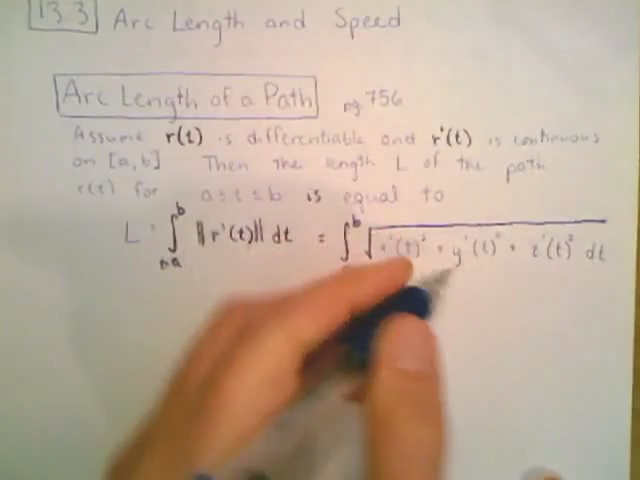 13.3 Arc Length and Speed
Arc Length of a Path pg 756
Assume r(t) is differentiable and r'(t) is continuous
on [a,b] Then the length L of the path
r(t) for a ≤ t ≤ b is equal to
L = ∫ₐᵇ ||r'(t)|| dt = ∫ᵇ √x'(t)² + y'(t)² + z'(t)² dt